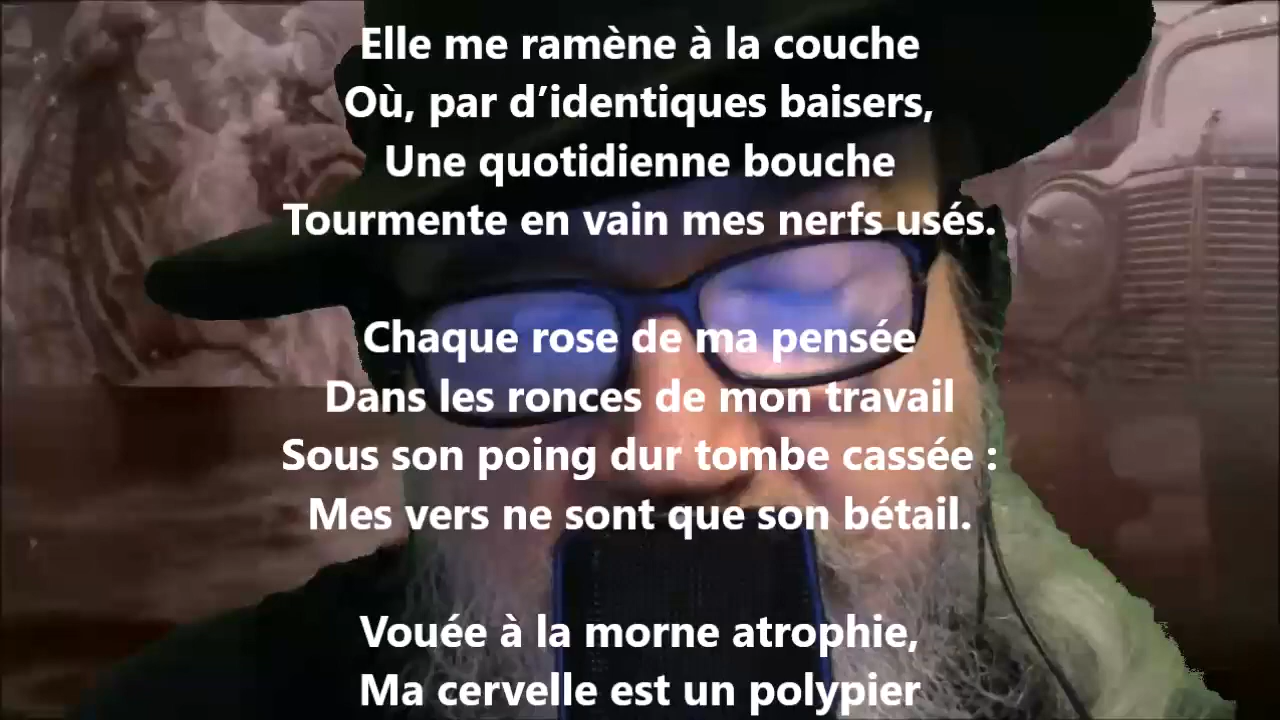 Elle me ramène à la couche
Où, par d’identiques baisers,
Une quotidienne bouche
Tourmente en vain mes nerfs usés.
Chaque rose de ma pensée
Dans les ronces de mon travail
Sous son poing dur tombe cassée :
Mes vers ne sont que son bétail.
Vouée à la morne atrophie,
Ma cervelle est un polypier